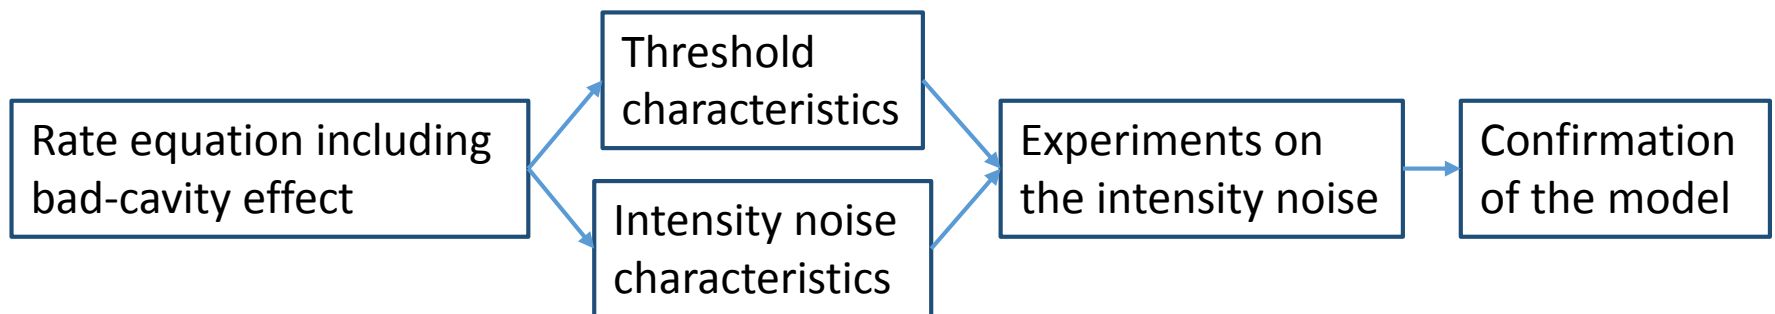 Rate equation including
bad-cavity effect
Threshold
characteristics
Intensity noise
characteristics
Experiments on
the intensity noise
Confirmation
of the model